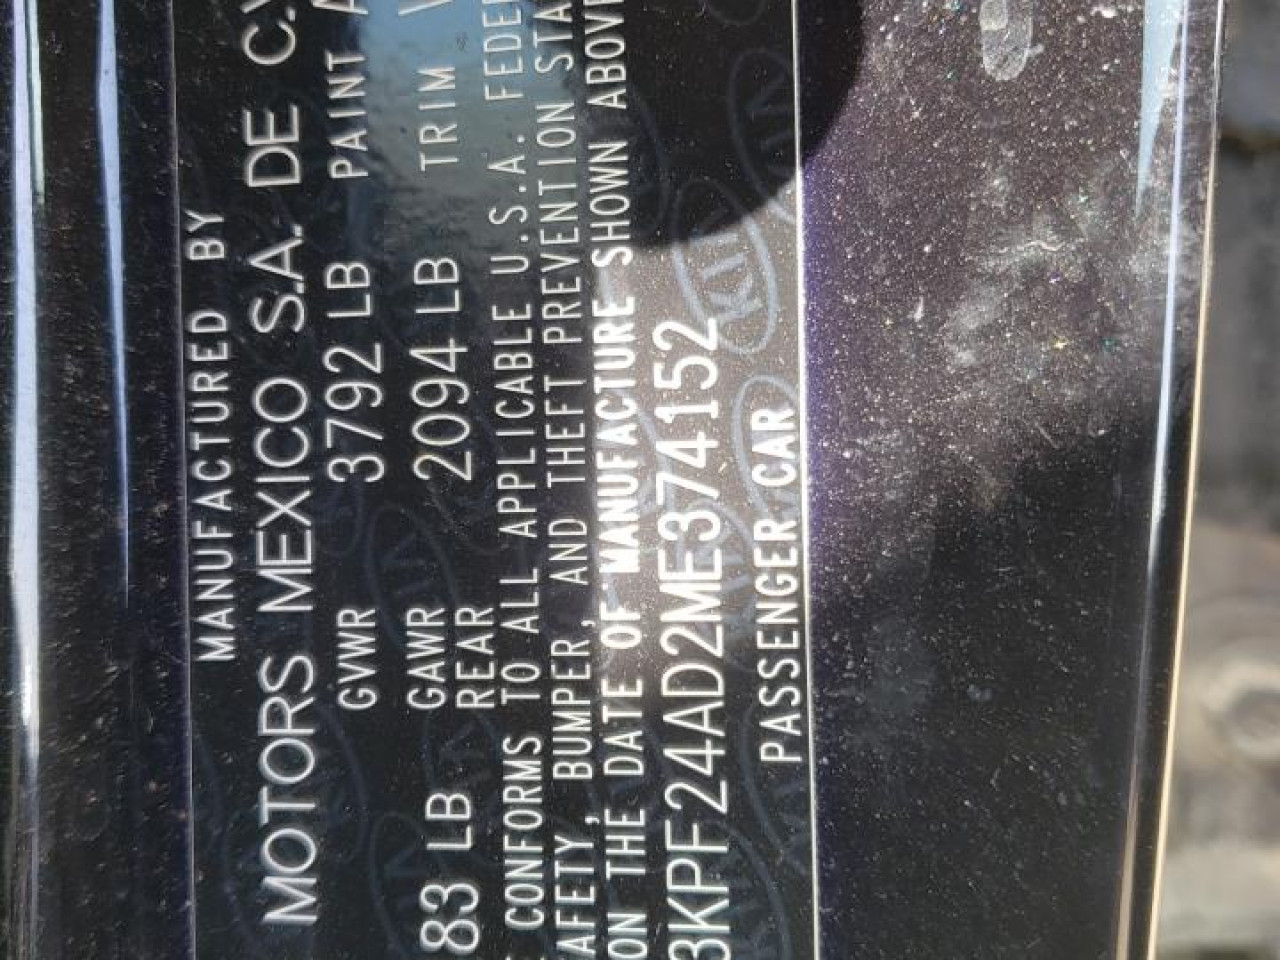 MANUFACTURED BY
MOTORS MEXICO S.A. DE C.V
GVWR 3792 LB PAINT A
83 LB GAWR REAR 2094 LB TRIM
CONFORMS TO ALL APPLICABLE U.S.A. FEDE
AFETY, BUMPER, AND THEFT PREVENTION STA
ON THE DATE OF MANUFACTURE SHOWN ABOVE
3KPF24AD2ME374152
PASSENGER CAR